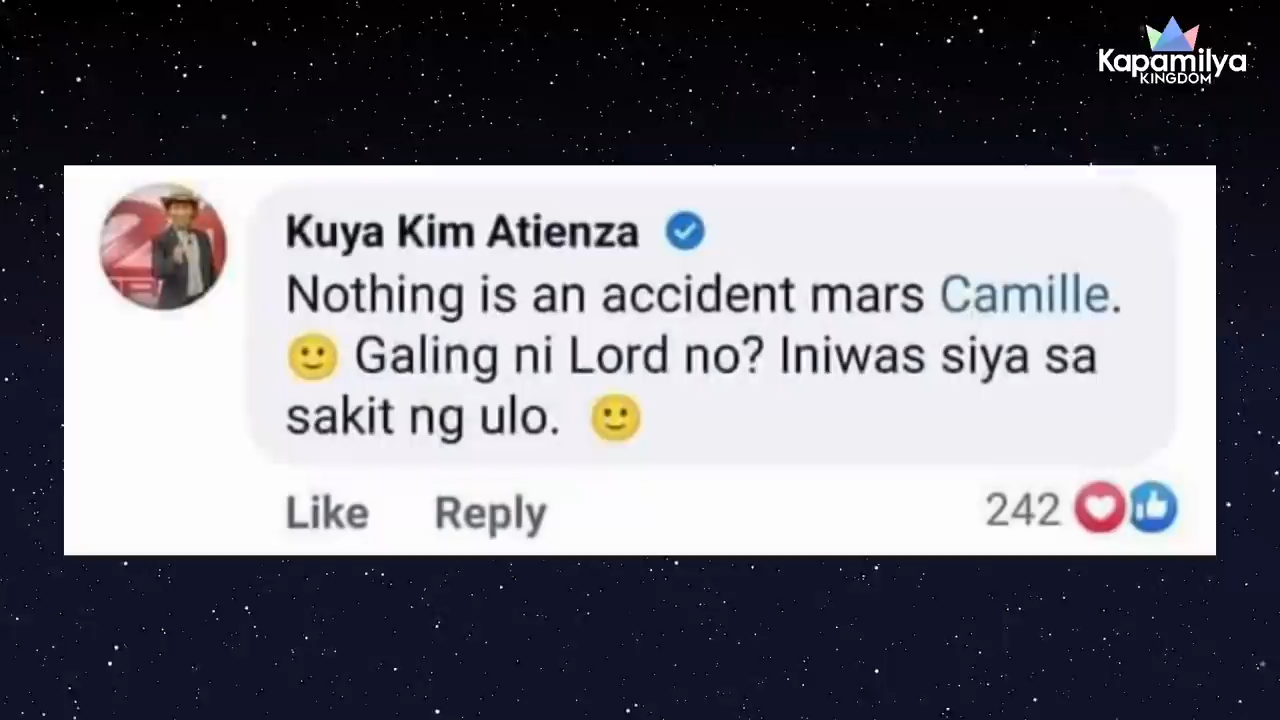 Kapamilya
KINGDOM
Kuya Kim Atienza
Nothing is an accident mars Camille.
🙂 Galing ni Lord no? Iniwas siya sa
sakit ng ulo. 🙂
Like Reply 242